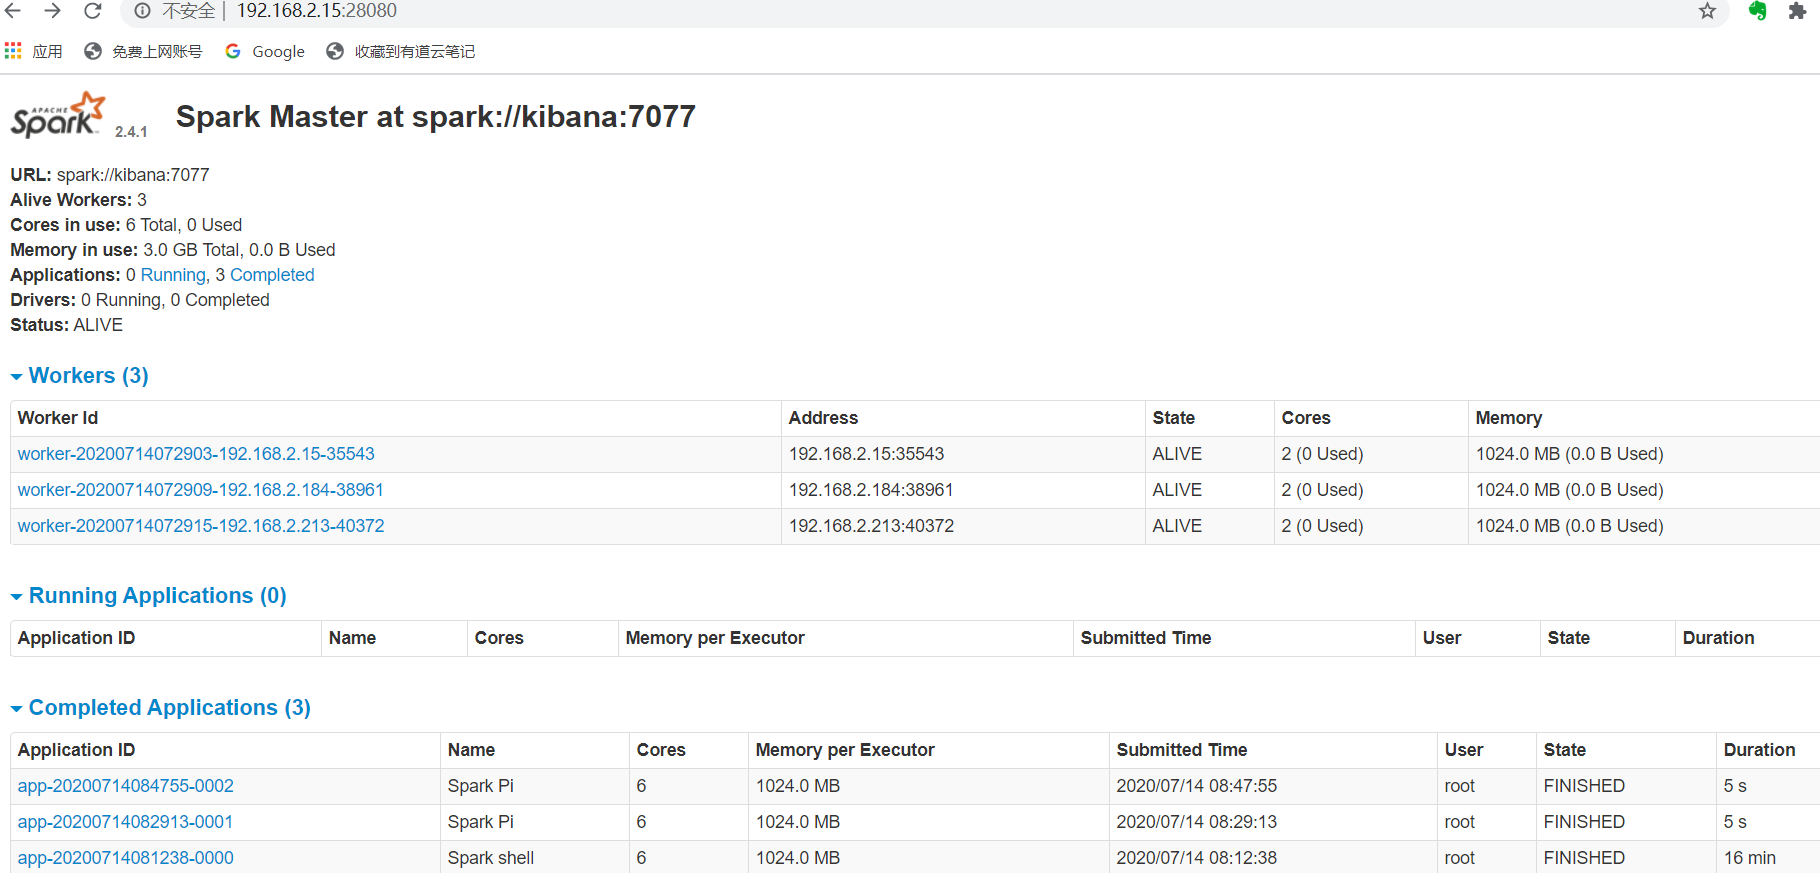 不安全 192.168.2.15:28080
应用 免费上网账号 Google 收藏到有道云笔记
APACHE Spark 2.4.1 Spark Master at spark://kibana:7077
URL: spark://kibana:7077
Alive Workers: 3
Cores in use: 6 Total, 0 Used
Memory in use: 3.0 GB Total, 0.0 B Used
Applications: 0 Running, 3 Completed
Drivers: 0 Running, 0 Completed
Status: ALIVE
Workers (3)
Worker Id Address State Cores Memory
worker-20200714072903-192.168.2.15-35543 192.168.2.15:35543 ALIVE 2 (0 Used) 1024.0 MB (0.0 B Used)
worker-20200714072909-192.168.2.184-38961 192.168.2.184:38961 ALIVE 2 (0 Used) 1024.0 MB (0.0 B Used)
worker-20200714072915-192.168.2.213-40372 192.168.2.213:40372 ALIVE 2 (0 Used) 1024.0 MB (0.0 B Used)
Running Applications (0)
Application ID Name Cores Memory per Executor Submitted Time User State Duration
Completed Applications (3)
Application ID Name Cores Memory per Executor Submitted Time User State Duration
app-20200714084755-0002 Spark Pi 6 1024.0 MB 2020/07/14 08:47:55 root FINISHED 5 s
app-20200714082913-0001 Spark Pi 6 1024.0 MB 2020/07/14 08:29:13 root FINISHED 5 s
app-20200714081238-0000 Spark shell 6 1024.0 MB 2020/07/14 08:12:38 root FINISHED 16 min